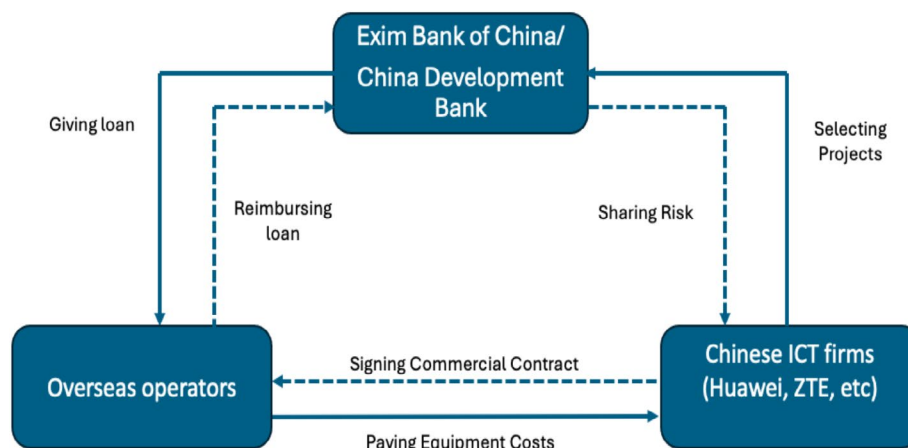 Exim Bank of China/
China Development
Bank
Giving loan
Selecting
Projects
Reimbursing
loan
Sharing Risk
Signing Commercial Contract
Overseas operators
Chinese ICT firms
(Huawei, ZTE, etc)
Paying Equipment Costs